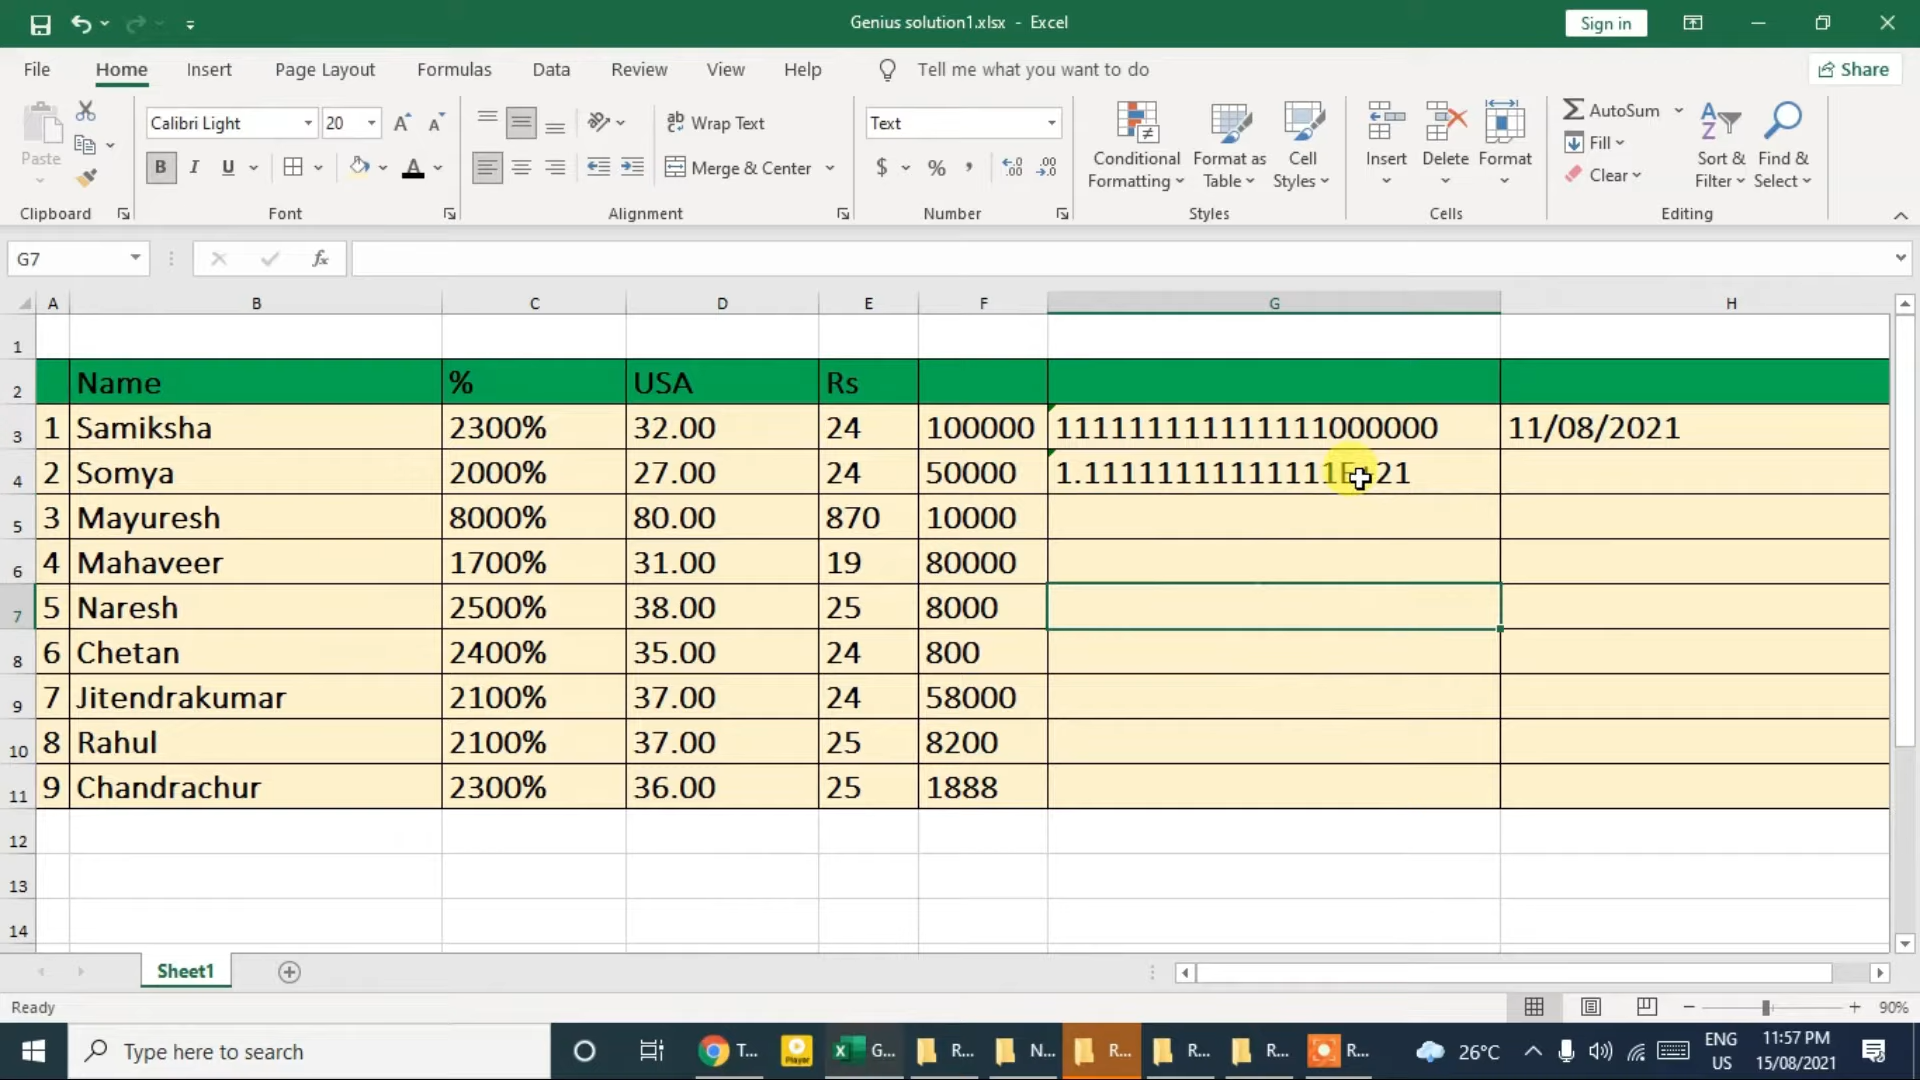 Genius solution1.xlsx - Excel
Sign in
File Home Insert Page Layout Formulas Data Review View Help Tell me what you want to do Share
Paste
Clipboard
Calibri Light 20
B I U
Font
Wrap Text
Merge & Center
Alignment
Text
$ % ,
Number
Conditional Formatting
Format as Table
Cell Styles
Styles
Insert Delete Format
Cells
AutoSum
Fill
Clear
Sort & Filter
Find & Select
Editing
G7 fx
A B C D E F G H
1
2 Name % USA Rs
3 1 Samiksha 2300% 32.00 24 100000 11/08/2021
4 2 Somya 2000% 27.00 24 50000
5 3 Mayuresh 8000% 80.00 870 10000
6 4 Mahaveer 1700% 31.00 19 80000
7 5 Naresh 2500% 38.00 25 8000
8 6 Chetan 2400% 35.00 24 800
9 7 Jitendrakumar 2100% 37.00 24 58000
10 8 Rahul 2100% 37.00 25 8200
11 9 Chandrachur 2300% 36.00 25 1888
12
13
14
Sheet1
Ready 90%
Type here to search T... Player G... R... N... R... R... R... R... 26°C ENG US 11:57 PM 15/08/2021